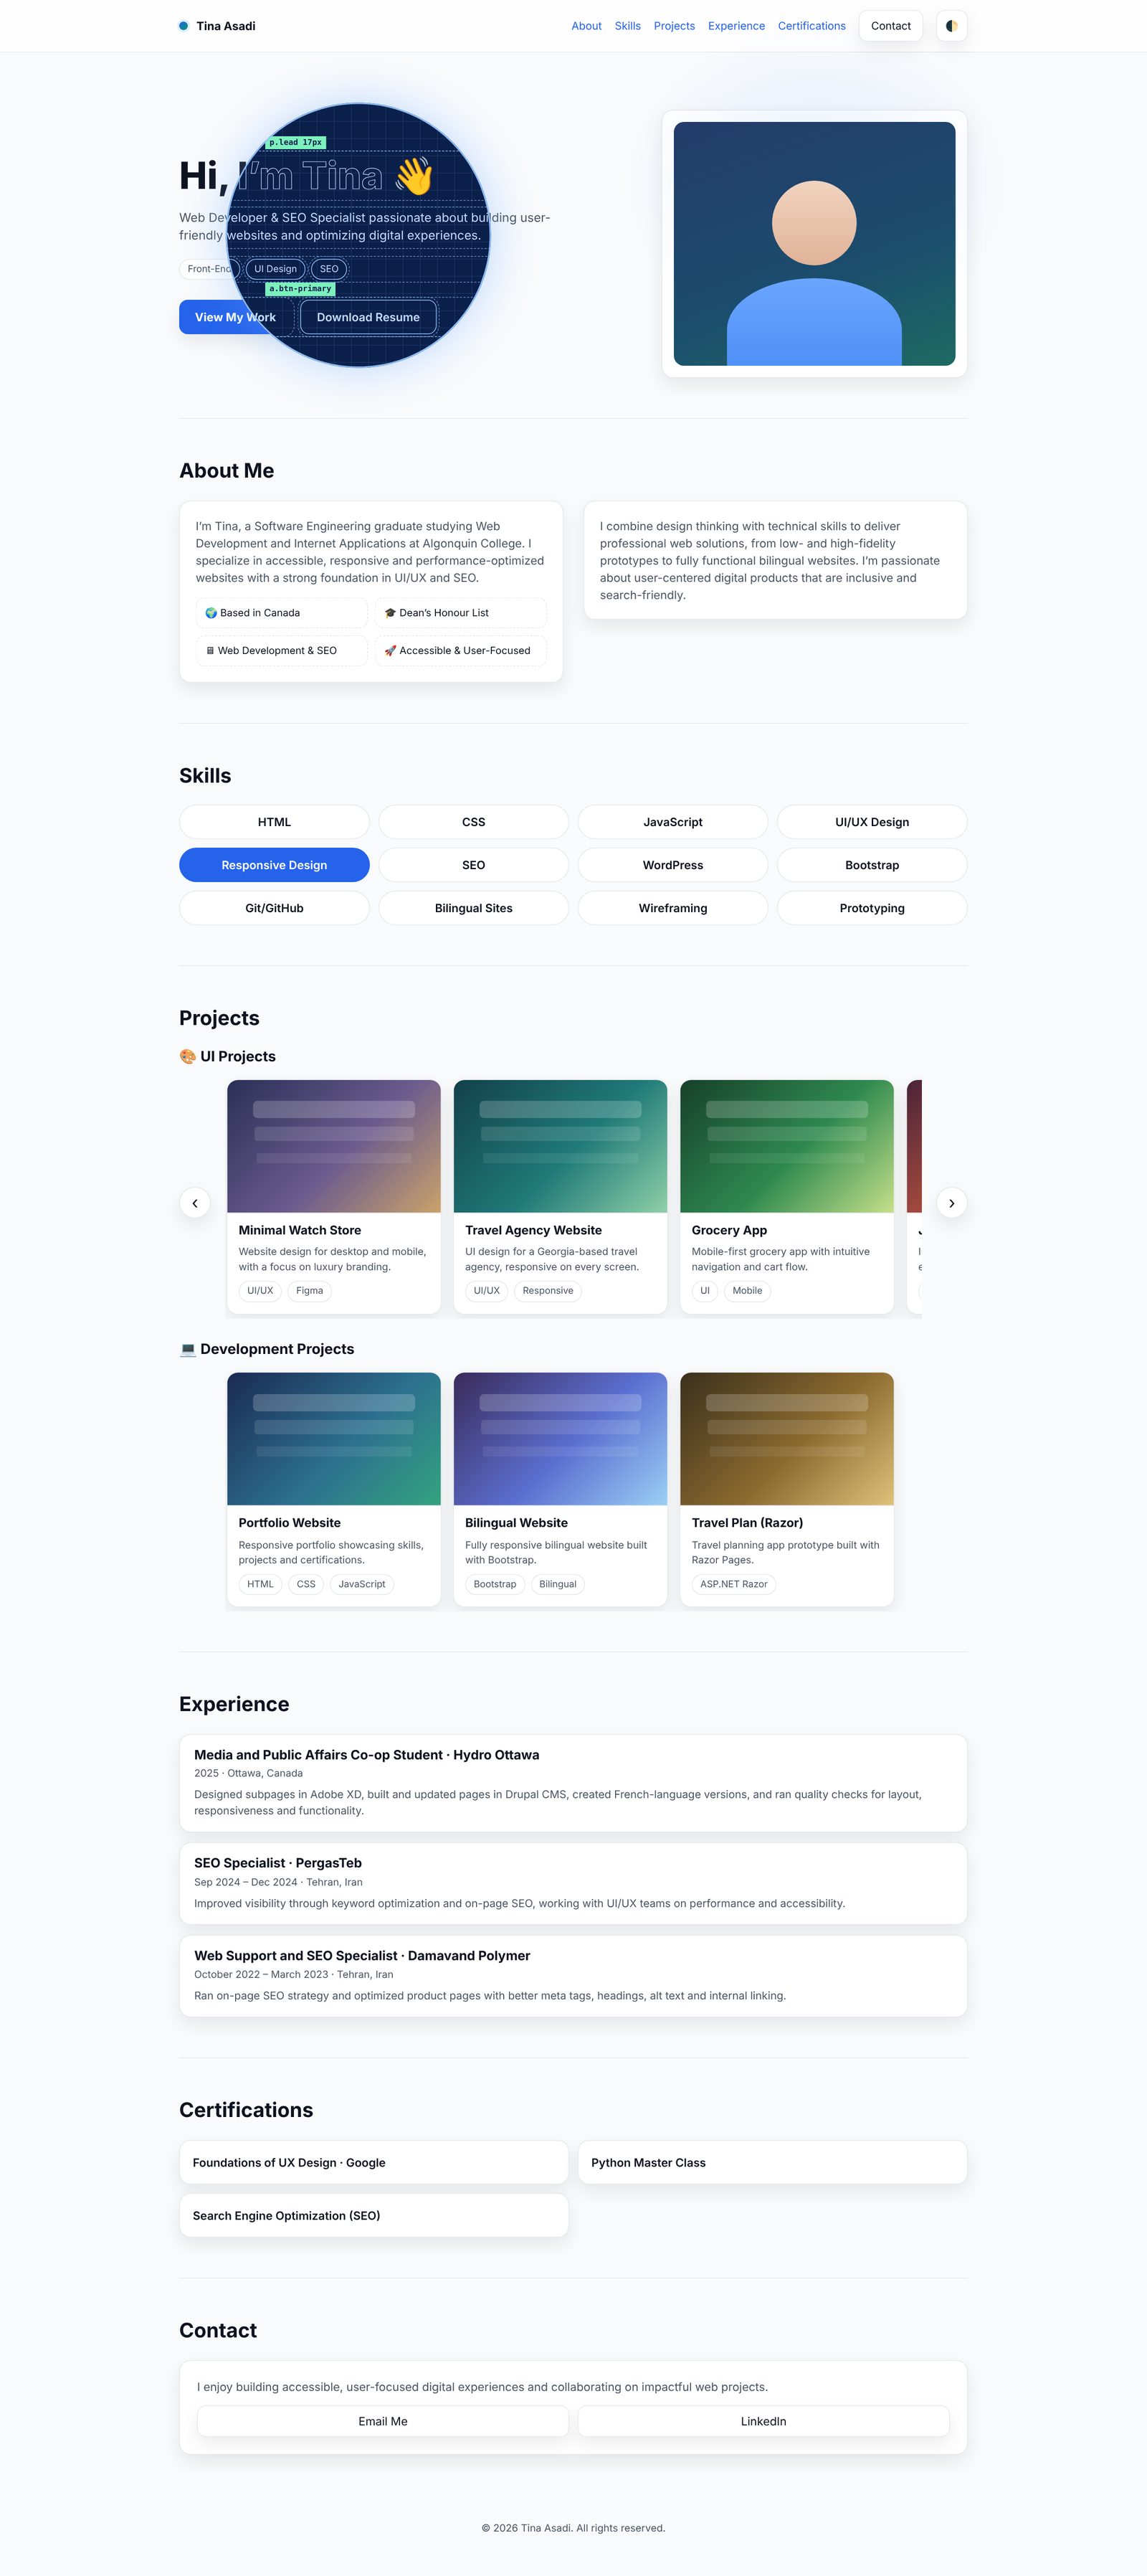 Tina Asadi
About Skills Projects Experience Certifications Contact
p.lead 17px
Hi, I’m Tina 👋
Web Developer & SEO Specialist passionate about building user-
friendly websites and optimizing digital experiences.
Front-End UI Design SEO
a.btn-primary
View My Work Download Resume
About Me
I’m Tina, a Software Engineering graduate studying Web
Development and Internet Applications at Algonquin College. I
specialize in accessible, responsive and performance-optimized
websites with a strong foundation in UI/UX and SEO.
🌍 Based in Canada 🎓 Dean’s Honour List
🖥 Web Development & SEO 🚀 Accessible & User-Focused
I combine design thinking with technical skills to deliver
professional web solutions, from low- and high-fidelity
prototypes to fully functional bilingual websites. I’m passionate
about user-centered digital products that are inclusive and
search-friendly.
Skills
HTML CSS JavaScript UI/UX Design
Responsive Design SEO WordPress Bootstrap
Git/GitHub Bilingual Sites Wireframing Prototyping
Projects
🎨 UI Projects
Minimal Watch Store
Website design for desktop and mobile,
with a focus on luxury branding.
UI/UX Figma
Travel Agency Website
UI design for a Georgia-based travel
agency, responsive on every screen.
UI/UX Responsive
Grocery App
Mobile-first grocery app with intuitive
navigation and cart flow.
UI Mobile
💻 Development Projects
Portfolio Website
Responsive portfolio showcasing skills,
projects and certifications.
HTML CSS JavaScript
Bilingual Website
Fully responsive bilingual website built
with Bootstrap.
Bootstrap Bilingual
Travel Plan (Razor)
Travel planning app prototype built with
Razor Pages.
ASP.NET Razor
Experience
Media and Public Affairs Co-op Student · Hydro Ottawa
2025 · Ottawa, Canada
Designed subpages in Adobe XD, built and updated pages in Drupal CMS, created French-language versions, and ran quality checks for layout,
responsiveness and functionality.
SEO Specialist · PergasTeb
Sep 2024 – Dec 2024 · Tehran, Iran
Improved visibility through keyword optimization and on-page SEO, working with UI/UX teams on performance and accessibility.
Web Support and SEO Specialist · Damavand Polymer
October 2022 – March 2023 · Tehran, Iran
Ran on-page SEO strategy and optimized product pages with better meta tags, headings, alt text and internal linking.
Certifications
Foundations of UX Design · Google
Python Master Class
Search Engine Optimization (SEO)
Contact
I enjoy building accessible, user-focused digital experiences and collaborating on impactful web projects.
Email Me LinkedIn
© 2026 Tina Asadi. All rights reserved.